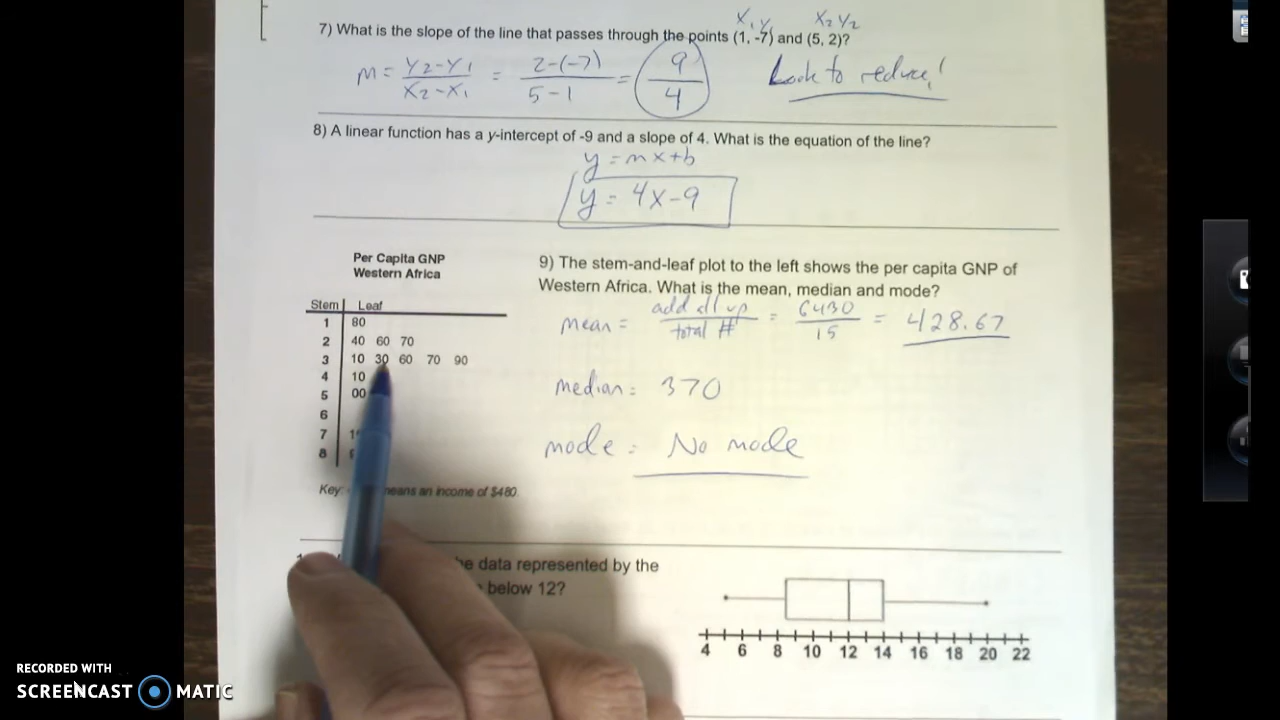 X₁ Y₁ X₂ Y₂
7) What is the slope of the line that passes through the points (1, -7) and (5, 2)?
m = Y₂-Y₁ / X₂-X₁ = 2-(-7) / 5-1 = 9/4 Look to reduce!
8) A linear function has a y-intercept of -9 and a slope of 4. What is the equation of the line?
y = mx+b
y = 4x-9
Per Capita GNP
Western Africa
Stem Leaf
1 80
2 40 60 70
3 10 30 60 70 90
4 10
5 00
6
7
8
Key: means an income of $480
9) The stem-and-leaf plot to the left shows the per capita GNP of
Western Africa. What is the mean, median and mode?
mean = add all up / total # = 6430 / 15 = 428.67
median = 370
mode = No mode
he data represented by the
below 12?
4 6 8 10 12 14 16 18 20 22
RECORDED WITH
SCREENCAST MATIC